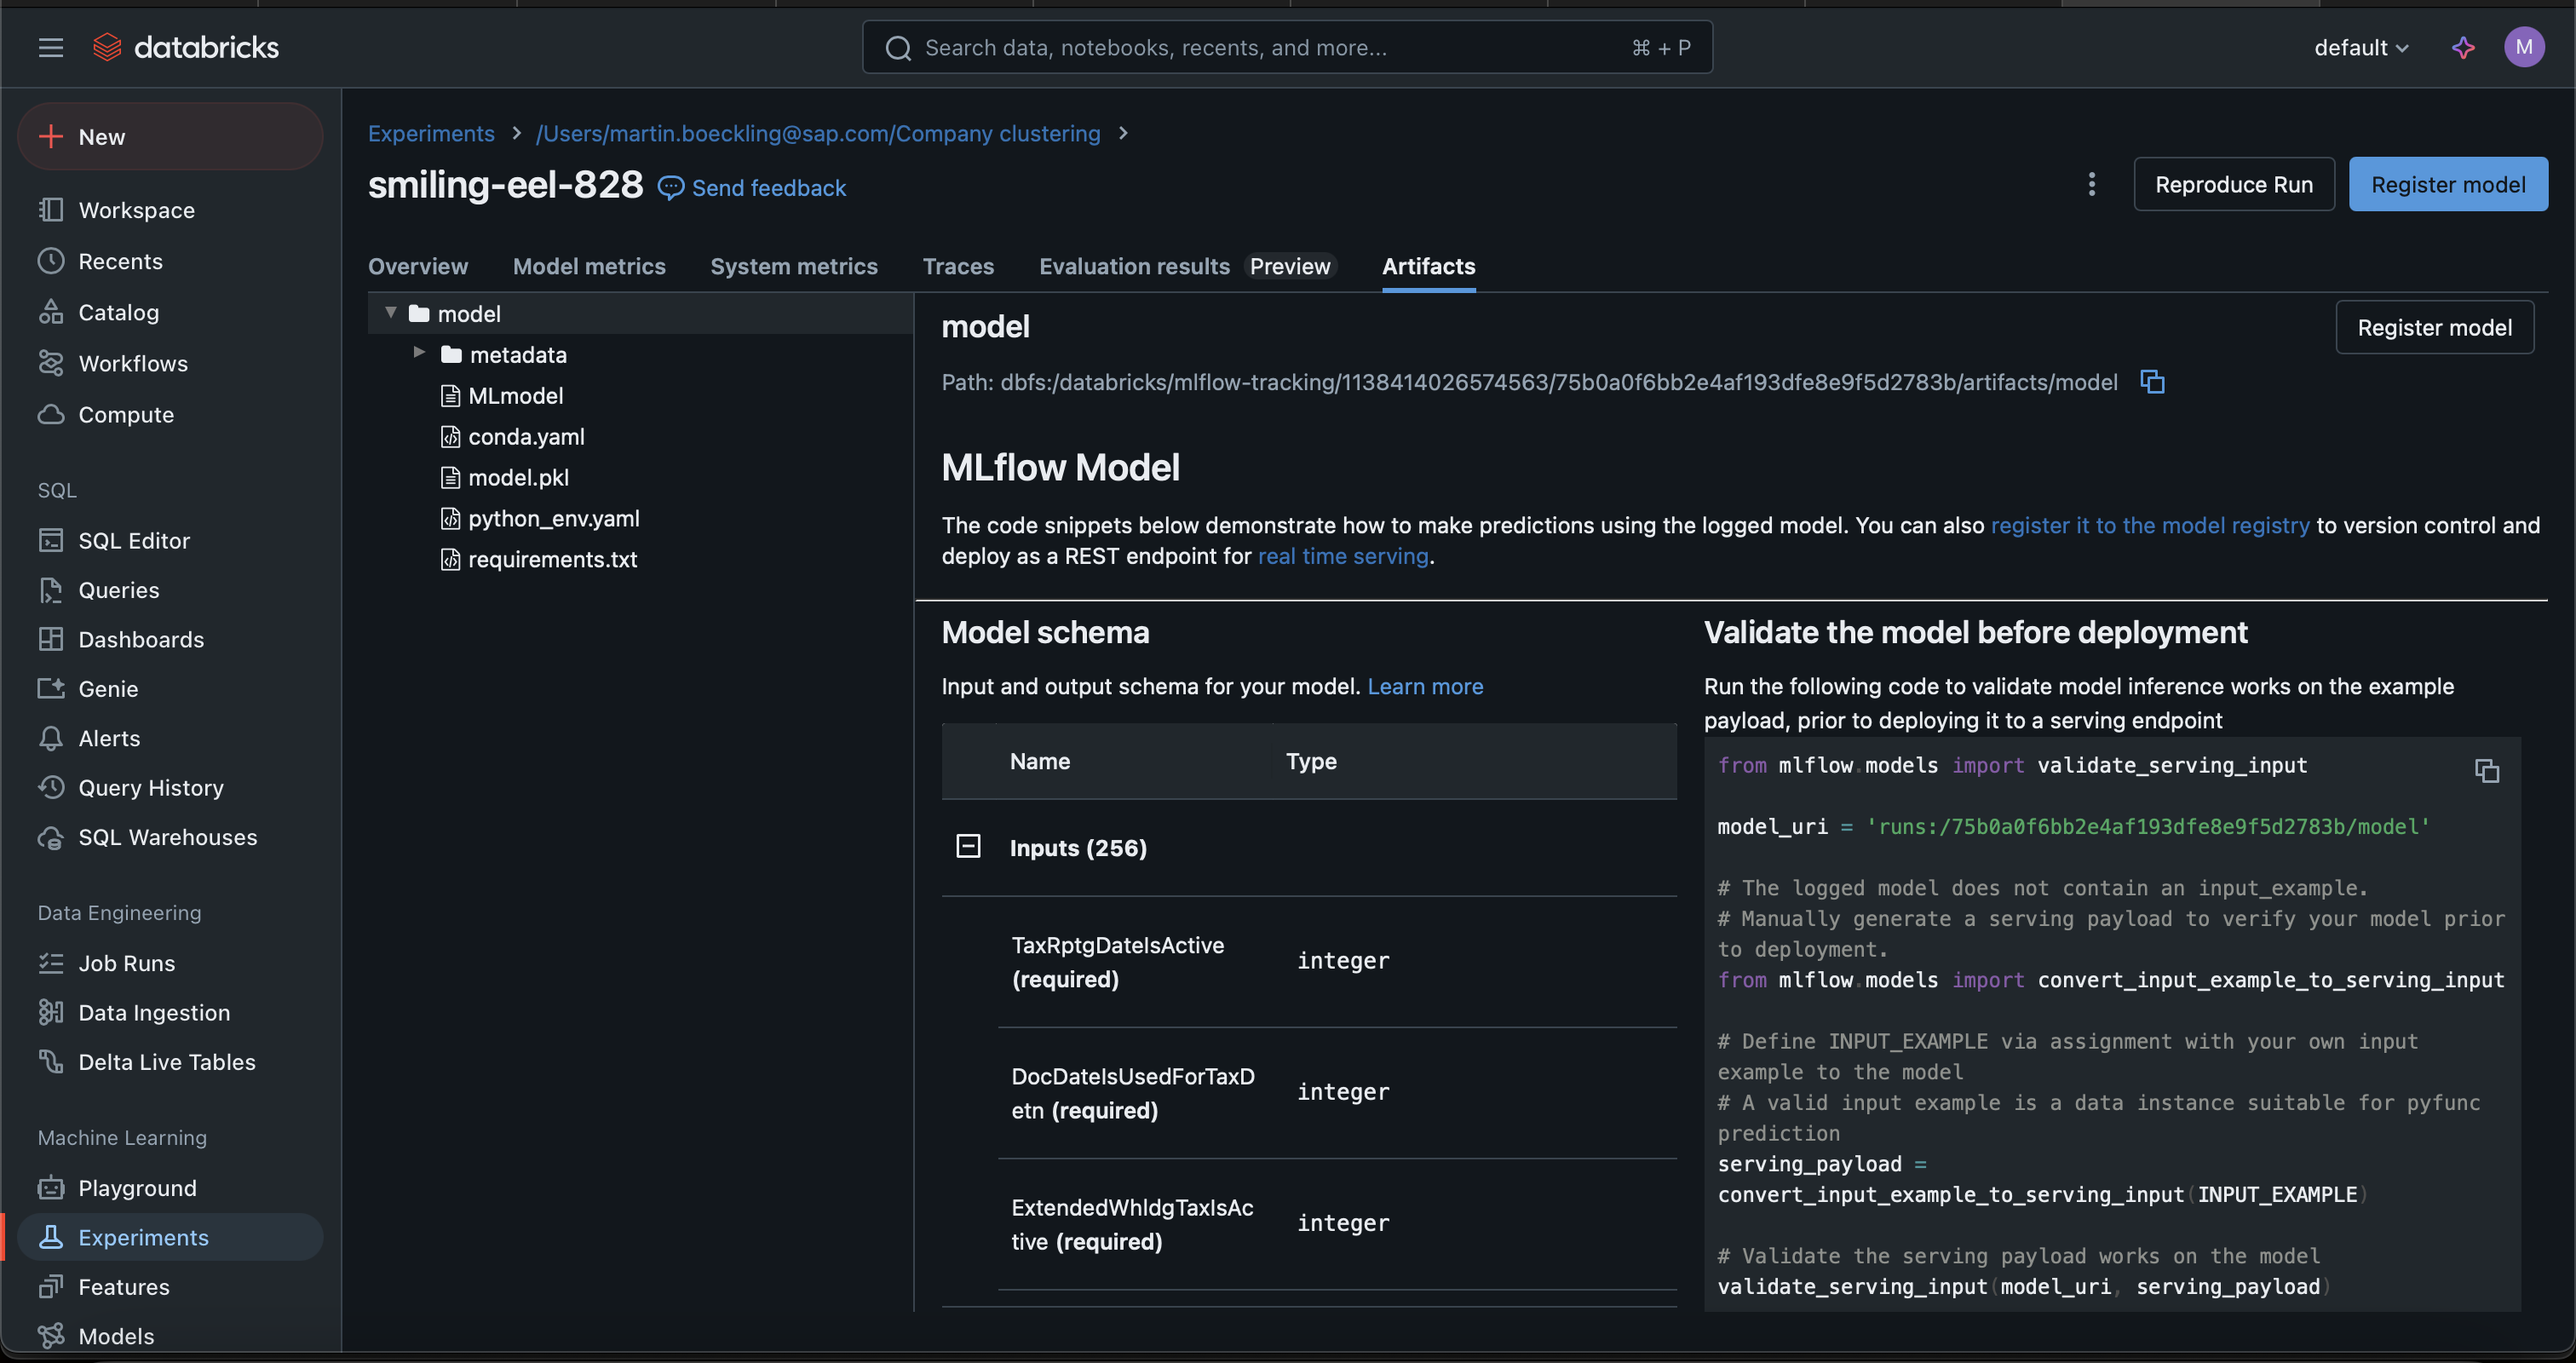 databricks
Search data, notebooks, recents, and more...
⌘ + P
default
M
New
Workspace
Recents
Catalog
Workflows
Compute
SQL
SQL Editor
Queries
Dashboards
Genie
Alerts
Query History
SQL Warehouses
Data Engineering
Job Runs
Data Ingestion
Delta Live Tables
Machine Learning
Playground
Experiments
Features
Models
Experiments > /Users/martin.boeckling@sap.com/Company clustering >
smiling-eel-828 Send feedback
Reproduce Run
Register model
Overview Model metrics System metrics Traces Evaluation results Preview Artifacts
model
metadata
MLmodel
conda.yaml
model.pkl
python_env.yaml
requirements.txt
model
Register model
Path: dbfs:/databricks/mlflow-tracking/1138414026574563/75b0a0f6bb2e4af193dfe8e9f5d2783b/artifacts/model
MLflow Model
The code snippets below demonstrate how to make predictions using the logged model. You can also register it to the model registry to version control and
deploy as a REST endpoint for real time serving.
Model schema
Input and output schema for your model. Learn more
Name Type
Inputs (256)
TaxRptgDateIsActive
(required)
integer
DocDateIsUsedForTaxD
etn (required)
integer
ExtendedWhldgTaxIsAc
tive (required)
integer
Validate the model before deployment
Run the following code to validate model inference works on the example
payload, prior to deploying it to a serving endpoint
from mlflow.models import validate_serving_input
model_uri = 'runs:/75b0a0f6bb2e4af193dfe8e9f5d2783b/model'
# The logged model does not contain an input_example.
# Manually generate a serving payload to verify your model prior
to deployment.
from mlflow.models import convert_input_example_to_serving_input
# Define INPUT_EXAMPLE via assignment with your own input
example to the model
# A valid input example is a data instance suitable for pyfunc
prediction
serving_payload =
convert_input_example_to_serving_input(INPUT_EXAMPLE)
# Validate the serving payload works on the model
validate_serving_input(model_uri, serving_payload)